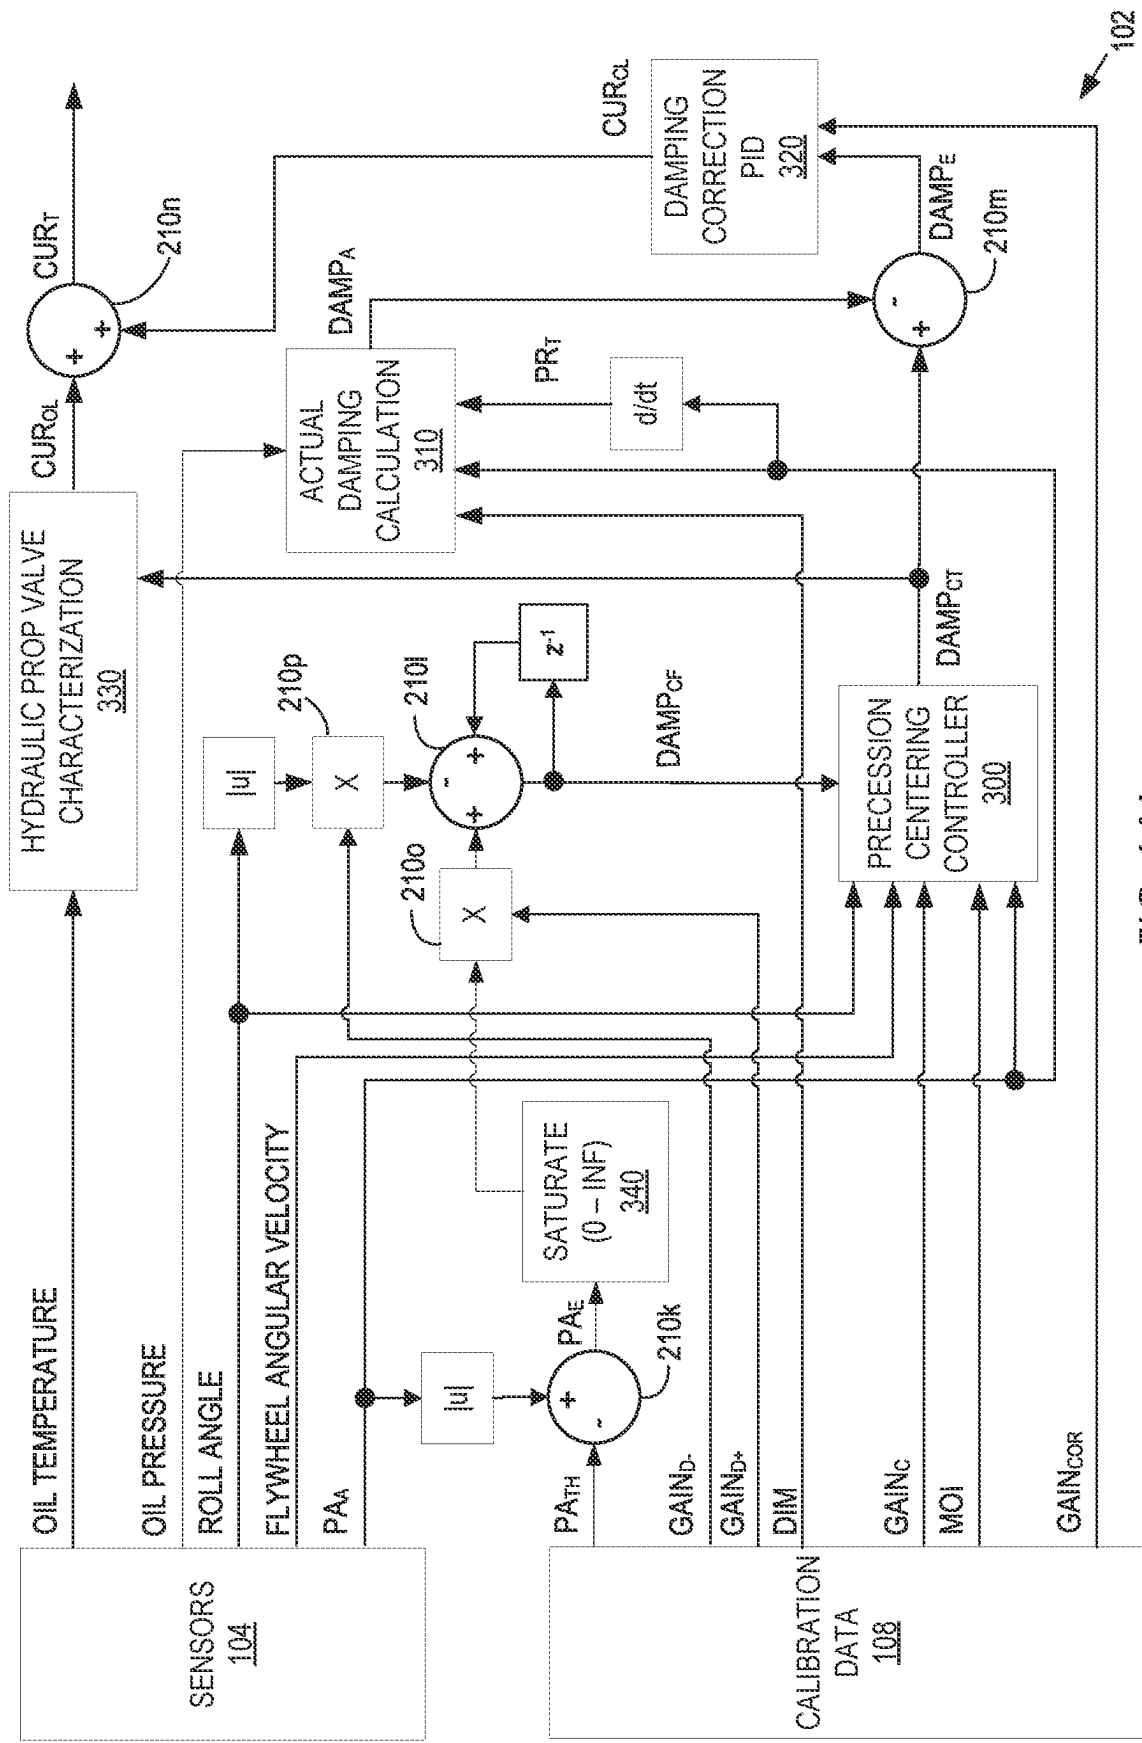 OIL TEMPERATURE
OIL PRESSURE
ROLL ANGLE
FLYWHEEL ANGULAR VELOCITY
PAA
SENSORS
104
HYDRAULIC PROP VALVE
CHARACTERIZATION
330
CUROL
CURT
210n
|u|
X
210p
210l
210o
X
z-1
DAMPCF
ACTUAL
DAMPING
CALCULATION
310
DAMPA
PRT
d/dt
CURCL
DAMPING
CORRECTION
PID
320
DAMPE
210m
|u|
PAE
210k
SATURATE
(0 – INF)
340
PRECESSION
CENTERING
CONTROLLER
300
DAMPCT
PATH
GAIND-
GAIND+
DIM
GAINC
MOI
GAINCOR
CALIBRATION
DATA
108
102
+
+
-
+
+
+
-
-
+